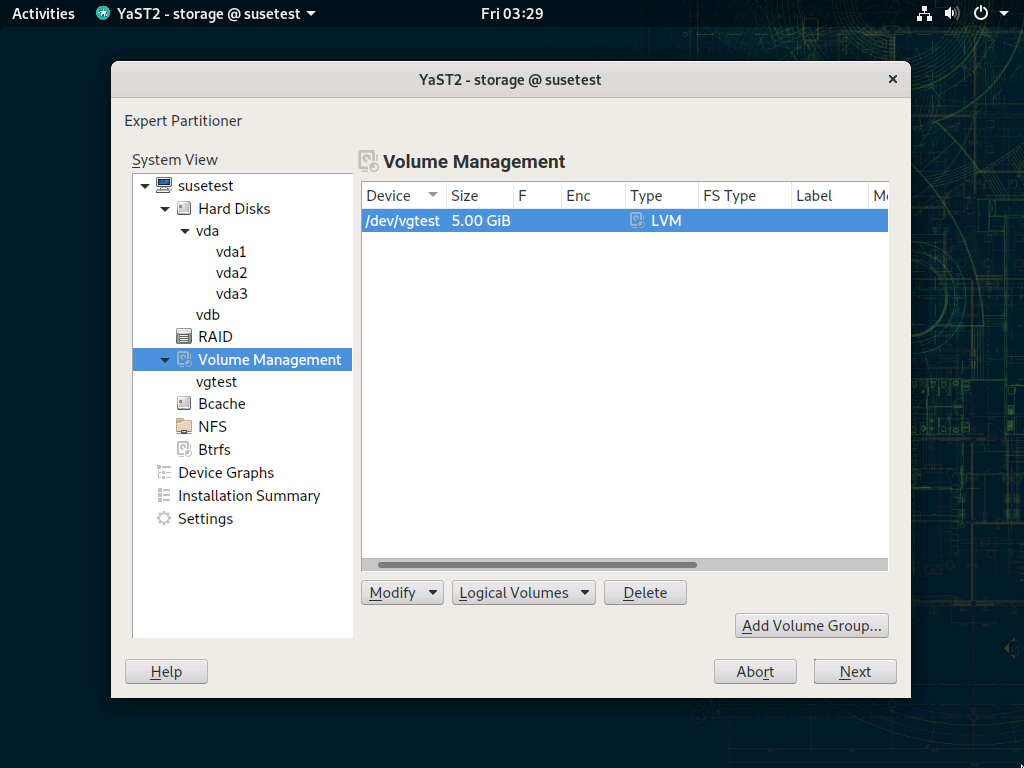 Activities YaST2 - storage @ susetest Fri 03:29
YaST2 - storage @ susetest
Expert Partitioner
System View
susetest
Hard Disks
vda
vda1
vda2
vda3
vdb
RAID
Volume Management
vgtest
Bcache
NFS
Btrfs
Device Graphs
Installation Summary
Settings
Volume Management
Device Size F Enc Type FS Type Label
/dev/vgtest 5.00 GiB LVM
Modify Logical Volumes Delete
Add Volume Group...
Help Abort Next